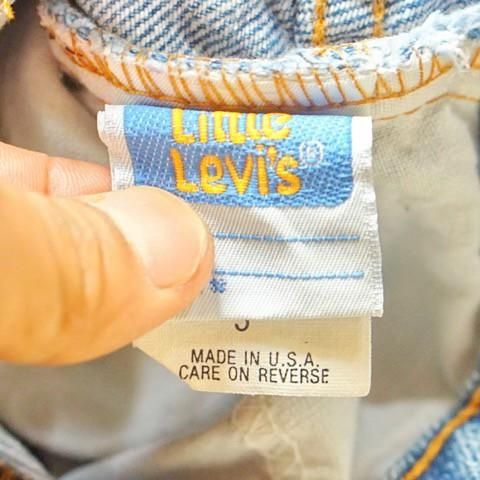 Little
Levi's®
*
MADE IN U.S.A.
CARE ON REVERSE